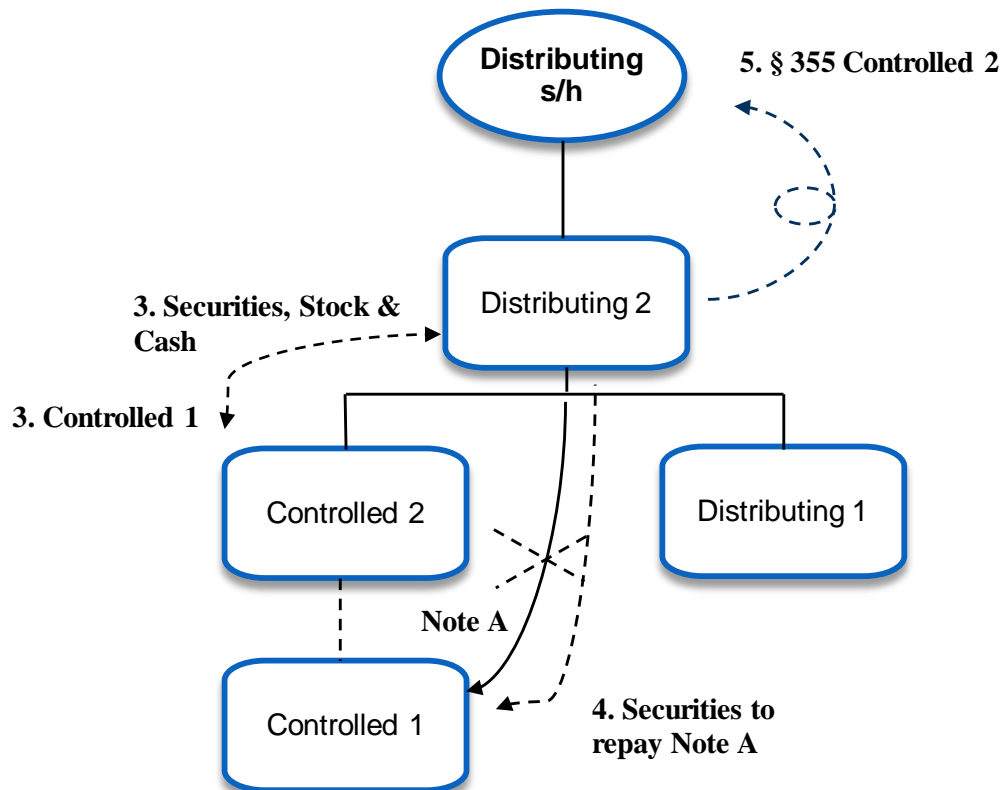 Distributing
s/h
5. § 355 Controlled 2
3. Securities, Stock &
Cash
Distributing 2
3. Controlled 1
Controlled 2
Distributing 1
Note A
Controlled 1
4. Securities to
repay Note A